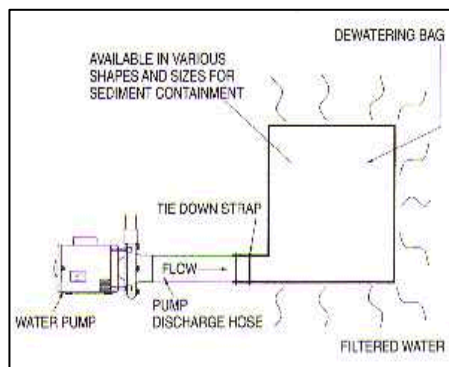 DEWATERING BAG
AVAILABLE IN VARIOUS
SHAPES AND SIZES FOR
SEDIMENT CONTAINMENT
TIE DOWN STRAP
FLOW
WATER PUMP
PUMP
DISCHARGE HOSE
FILTERED WATER